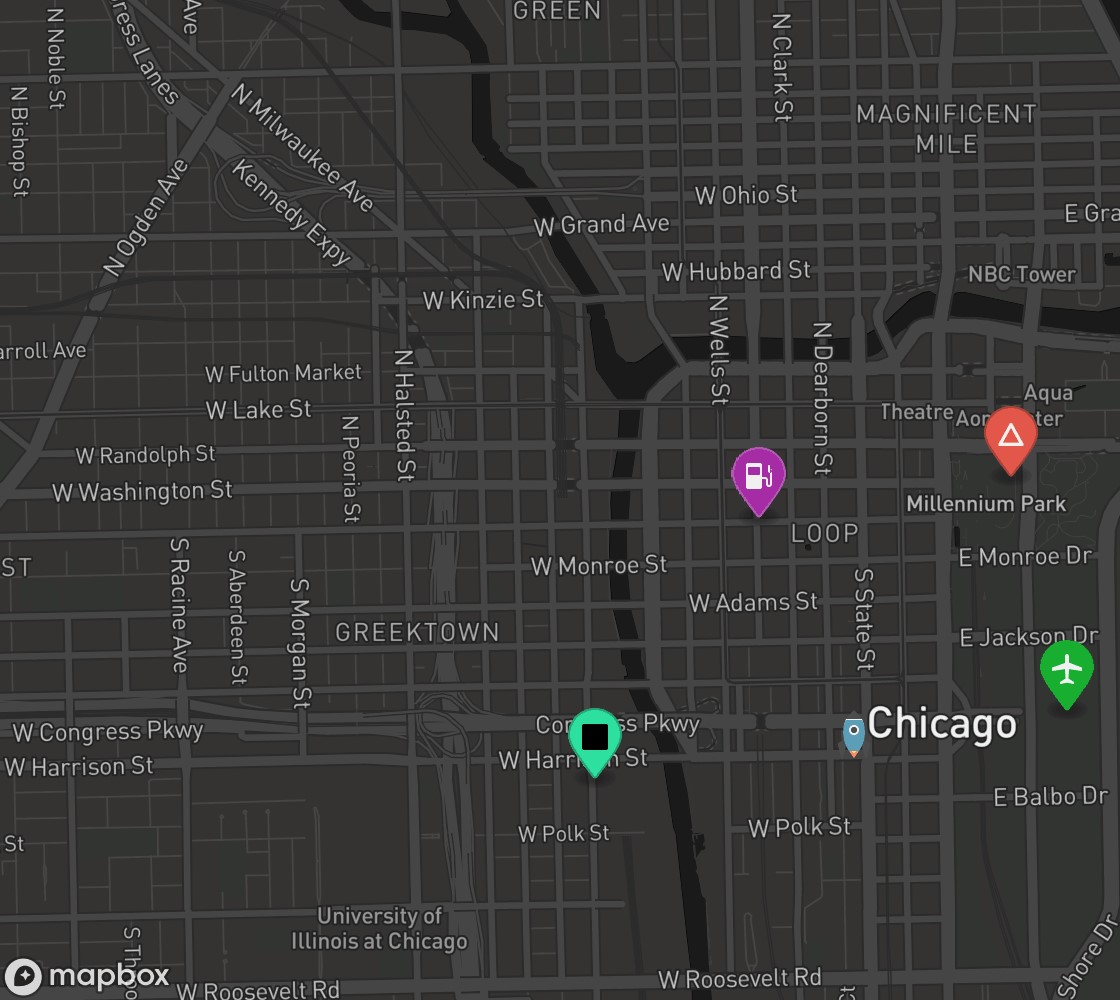 GREEN
N Noble St
ress Lanes
Ave
N Clark St
N Bishop St
N Milwaukee Ave
MAGNIFICENT
MILE
N Ogden Ave
Kennedy Expy
W Ohio St
W Grand Ave
E Gra
W Hubbard St
NBC Tower
W Kinzie St
N Wells St
N Dearborn St
arroll Ave
N Halsted St
W Fulton Market
Aqua
W Lake St
Theatre
Aon
ter
N Peoria St
W Randolph St
W Washington St
Millennium Park
LOOP
S Racine Ave
S Aberdeen St
ST
W Monroe St
E Monroe Dr
S Morgan St
S State St
W Adams St
GREEKTOWN
E Jackson Dr
Congress Pkwy
Chicago
W Congress Pkwy
W Harrison St
W Harrison St
E Balbo Dr
W Polk St
W Polk St
St
University of
Illinois at Chicago
S Th
Shore Dr
mapbox
W Roosevelt Rd
W Roosevelt Rd
St